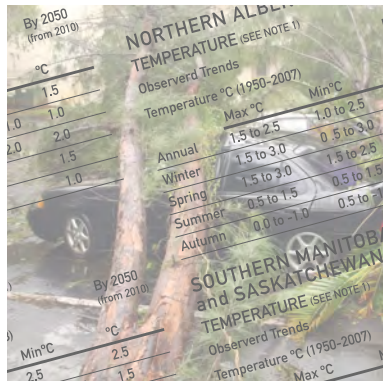 By 2050
(from 2010)
°C
1.5
1.0 1.0
2.0 2.0
1.5
1.0
NORTHERN ALBER
TEMPERATURE (SEE NOTE 1)
Observerd Trends
Temperature °C (1950-2007)
Max °C Min°C
Annual 1.5 to 2.5 1.0 to 2.5
Winter 1.5 to 3.0 0.5 to 3.0
Spring 1.5 to 3.0 1.5 to 2.5
Summer 0.5 to 1.5 0.5 to 1.5
Autumn 0.0 to -1.0 0.5 to -
By 2050
(from 2010)
Min°C °C
2.5 2.5
1.5
SOUTHERN MANITOBA
and SASKATCHEWAN
TEMPERATURE (SEE NOTE 1)
Observerd Trends
Temperature °C (1950-2007)
Max °C M